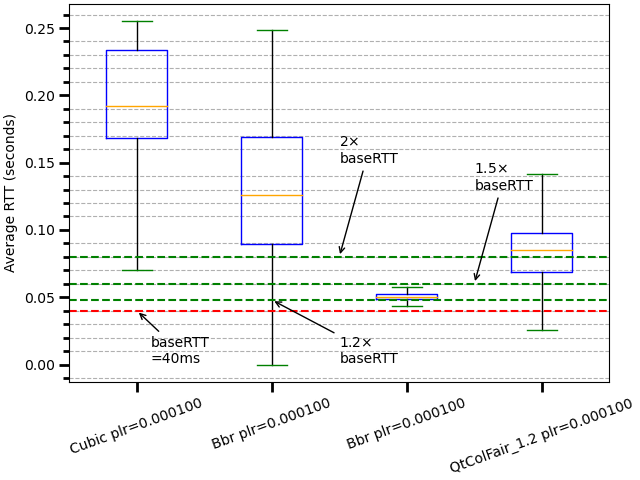 0.25
0.20
0.15
0.10
0.05
0.00
Average RTT (seconds)
2×
baseRTT
1.5×
baseRTT
baseRTT
=40ms
1.2×
baseRTT
Cubic plr=0.000100
Bbr plr=0.000100
Bbr plr=0.000100
QtColFair_1.2 plr=0.000100